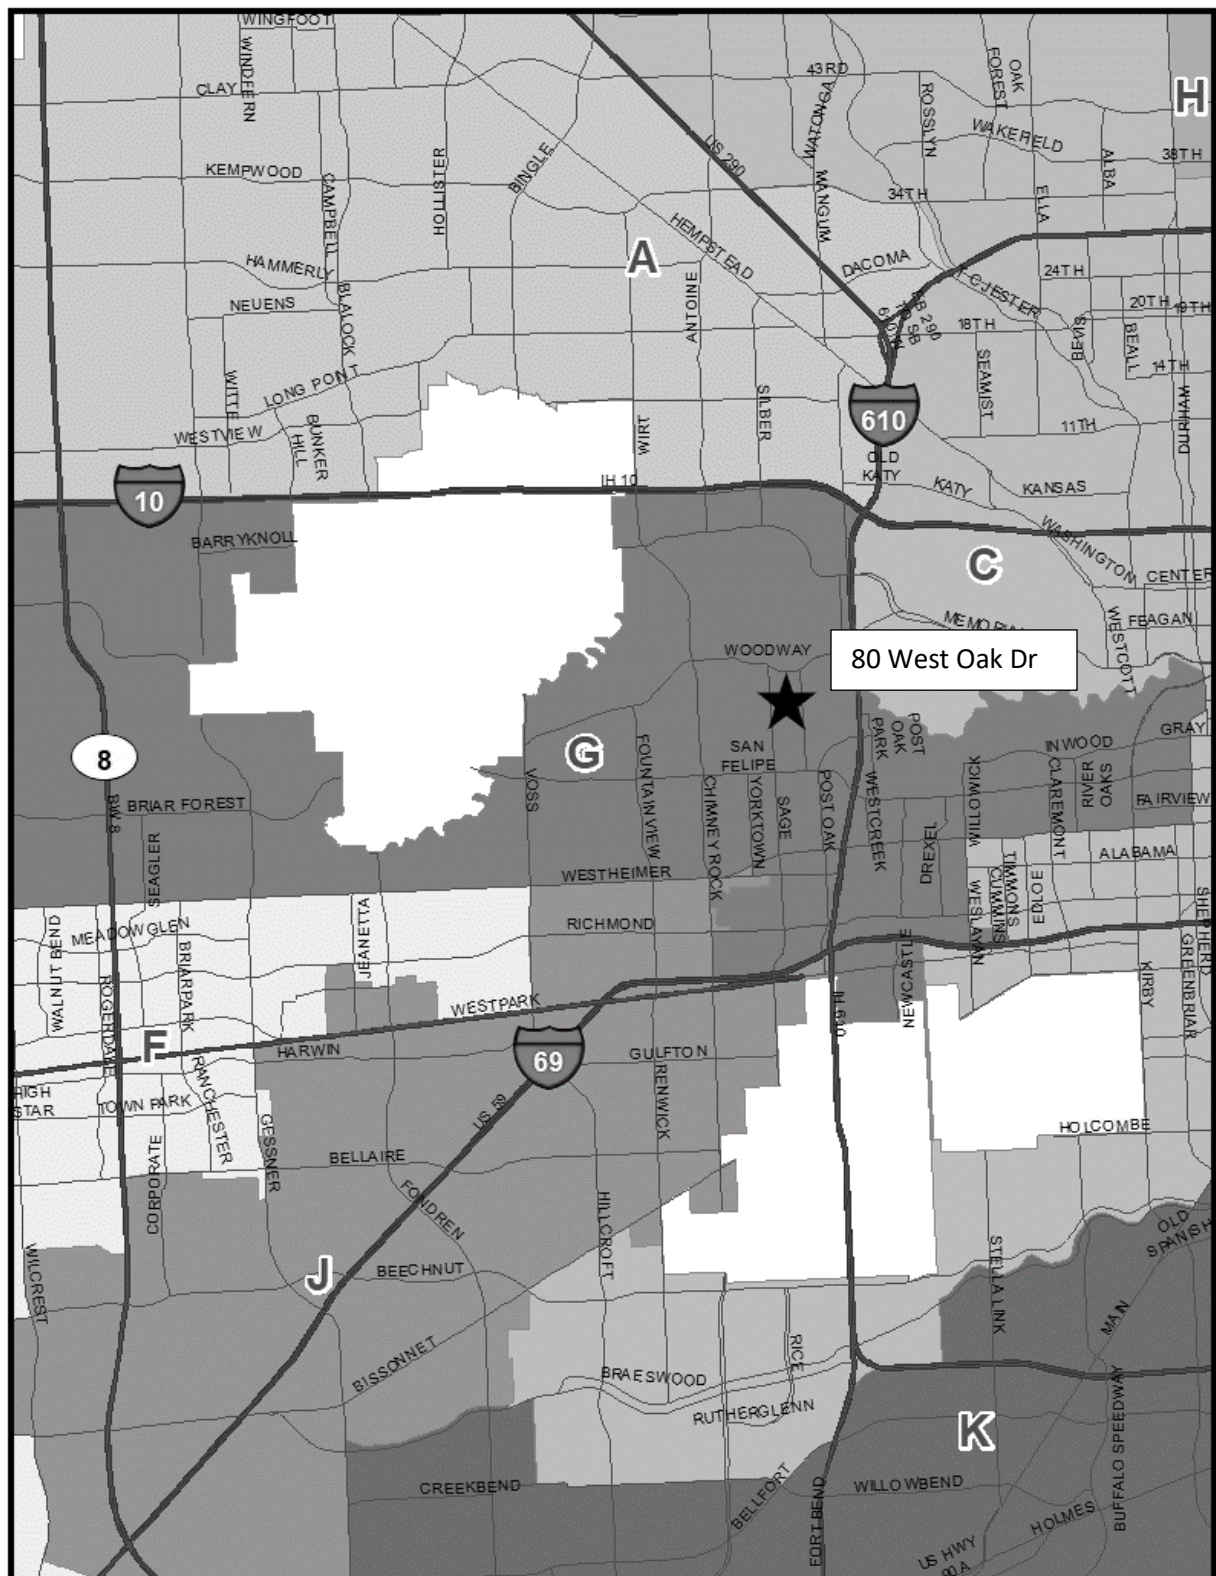 WINGFOOT
WINDFERN
CLAY
43RD
OAK
FOREST
H
WATONGA
ROSSLYN
WAKEFIELD
US 290
ALBA
38TH
BINGLE
KEMPWOOD
CAMPBELL
HOLLISTER
MANGUM
34TH
ELLA
HEMPSTEAD
A
DACOMA
HAMMERLY
24TH
T C JESTER
NEUENS
BLALOCK
ANTOINE
20TH
19TH
18TH
BEVIS
BEALL
SEAMIST
14TH
WITTE
LONG POINT
SILBER
DURHAM
610
11TH
WESTVIEW
BUNKER
HILL
WIRT
OLD
KATY
IH 10
10
KATY
KANSAS
WASHINGTON
BARRYKNOLL
C
CENTER
WESTCOTT
FEAGAN
WOODWAY
80 West Oak Dr
POST
OAK
PARK
GRAY
INWOOD
8
G
SAN
FELIPE
FOUNTAINVIEW
VOSS
CHIMNEY ROCK
YORKTOWN
SAGE
POST OAK
WESTCREEK
WILLOWICK
CLAREMONT
RIVER
OAKS
BW 8
BRIAR FOREST
FAIRVIEW
SEAGLER
DREXEL
ALABAMA
WESTHEIMER
TIMMONS
CUMMINS
EDLOE
WESLAYAN
SHEPHERD
WALNUT BEND
MEADOWGLEN
JEANETTA
RICHMOND
BRIARPARK
NEWCASTLE
KIRBY
GREENBRIAR
ROGERDALE
WESTPARK
IH 610
F
HARWIN
69
GULFTON
RENWICK
HIGH
STAR
TOWN PARK
RANCHESTER
GESSNER
US 59
HOLCOMBE
CORPORATE
BELLAIRE
FONDREN
HILLCROFT
OLD
SPANISH
WILCREST
J
BEECHNUT
STELLA LINK
MAIN
BISSONNET
RICE
BRAESWOOD
BUFFALO SPEEDWAY
RUTHERGLENN
K
CREEKBEND
BELLFORT
WILLOWBEND
FORT BEND
HOLMES
US HWY
90 A